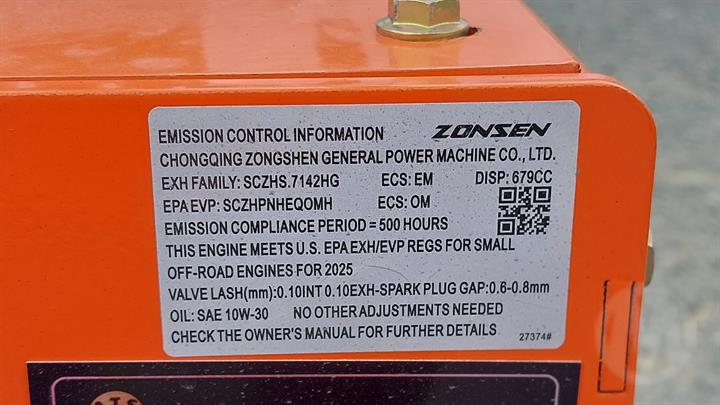 EMISSION CONTROL INFORMATION ZONSEN
CHONGQING ZONGSHEN GENERAL POWER MACHINE CO., LTD.
EXH FAMILY: SCZHS.7142HG ECS: EM DISP: 679CC
EPA EVP: SCZHPNHEQOMH ECS: OM
EMISSION COMPLIANCE PERIOD = 500 HOURS
THIS ENGINE MEETS U.S. EPA EXH/EVP REGS FOR SMALL
OFF-ROAD ENGINES FOR 2025
VALVE LASH(mm):0.10INT 0.10EXH-SPARK PLUG GAP:0.6-0.8mm
OIL: SAE 10W-30 NO OTHER ADJUSTMENTS NEEDED
CHECK THE OWNER'S MANUAL FOR FURTHER DETAILS 27374#